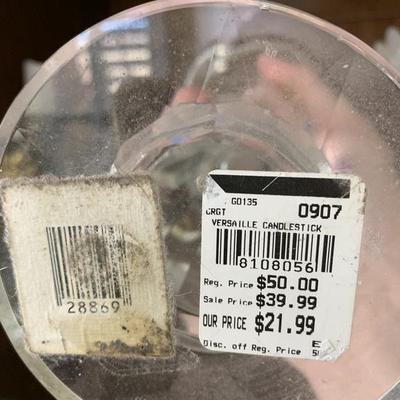 28869
G0135
CRGT 0907
VERSAILLE CANDLESTICK
8108056
Reg. Price $50.00
Sale Price $39.99
OUR PRICE $21.99
Disc. off Reg. Price